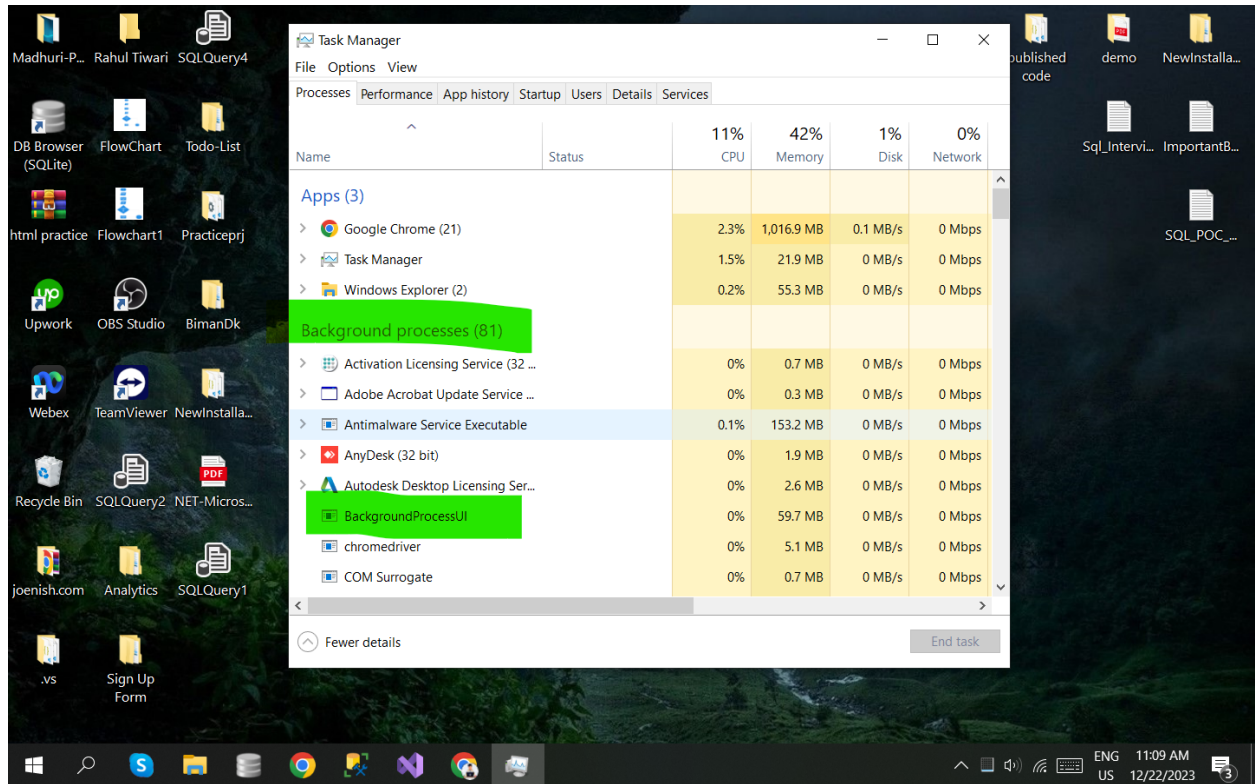 Madhuri-P... Rahul Tiwari SQLQuery4
DB Browser (SQLite) FlowChart Todo-List
html practice Flowchart1 Practiceprj
Upwork OBS Studio BimanDk
Webex TeamViewer NewInstalla...
Recycle Bin SQLQuery2 NET-Micros...
joenish.com Analytics SQLQuery1
.vs Sign Up Form
Task Manager
File Options View
Processes Performance App history Startup Users Details Services
11% 42% 1% 0%
Name Status CPU Memory Disk Network
Apps (3)
Google Chrome (21) 2.3% 1,016.9 MB 0.1 MB/s 0 Mbps
Task Manager 1.5% 21.9 MB 0 MB/s 0 Mbps
Windows Explorer (2) 0.2% 55.3 MB 0 MB/s 0 Mbps
Background processes (81)
Activation Licensing Service (32 ... 0% 0.7 MB 0 MB/s 0 Mbps
Adobe Acrobat Update Service ... 0% 0.3 MB 0 MB/s 0 Mbps
Antimalware Service Executable 0.1% 153.2 MB 0 MB/s 0 Mbps
AnyDesk (32 bit) 0% 1.9 MB 0 MB/s 0 Mbps
Autodesk Desktop Licensing Ser... 0% 2.6 MB 0 MB/s 0 Mbps
BackgroundProcessUI 0% 59.7 MB 0 MB/s 0 Mbps
chromedriver 0% 5.1 MB 0 MB/s 0 Mbps
COM Surrogate 0% 0.7 MB 0 MB/s 0 Mbps
Fewer details End task
published code demo NewInstalla...
Sql_Intervi... ImportantB...
SQL_POC_...
ENG 11:09 AM
US 12/22/2023 3